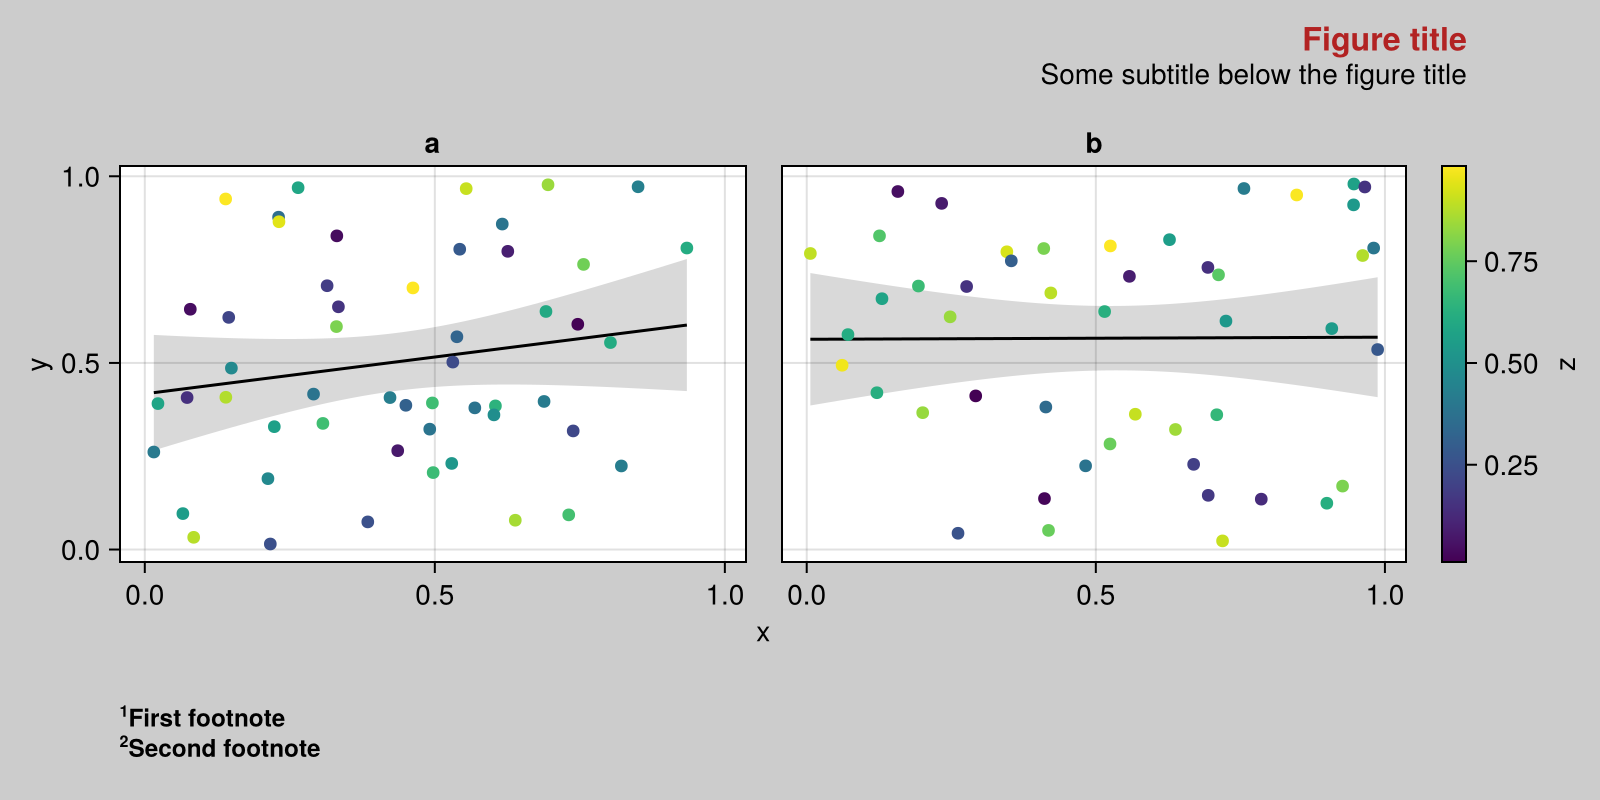 Figure title
Some subtitle below the figure title
a
b
1.0
0.5
0.0
y
0.0 0.5 1.0
0.0 0.5 1.0
x
0.75
0.50
0.25
z
¹First footnote
²Second footnote